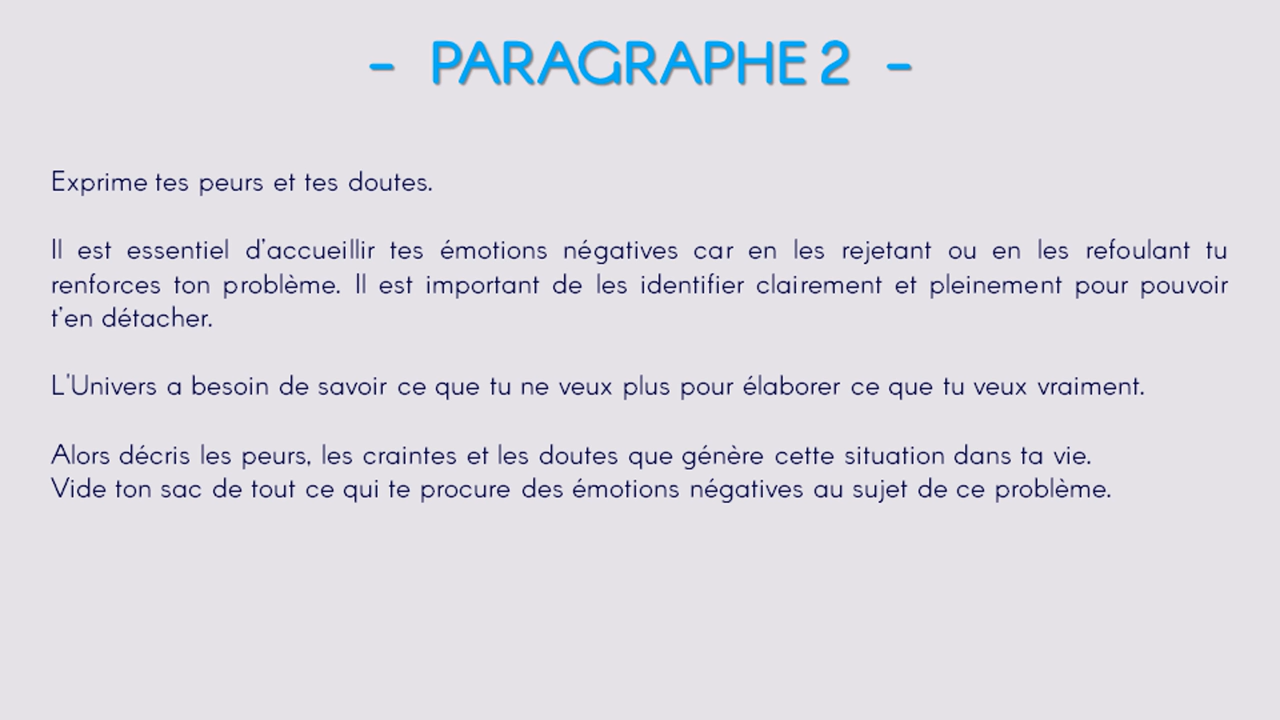 - PARAGRAPHE 2 -
Exprime tes peurs et tes doutes.
Il est essentiel d'accueillir tes émotions négatives car en les rejetant ou en les refoulant tu
renforces ton problème. Il est important de les identifier clairement et pleinement pour pouvoir
t'en détacher.
L'Univers a besoin de savoir ce que tu ne veux plus pour élaborer ce que tu veux vraiment.
Alors décris les peurs, les craintes et les doutes que génère cette situation dans ta vie.
Vide ton sac de tout ce qui te procure des émotions négatives au sujet de ce problème.